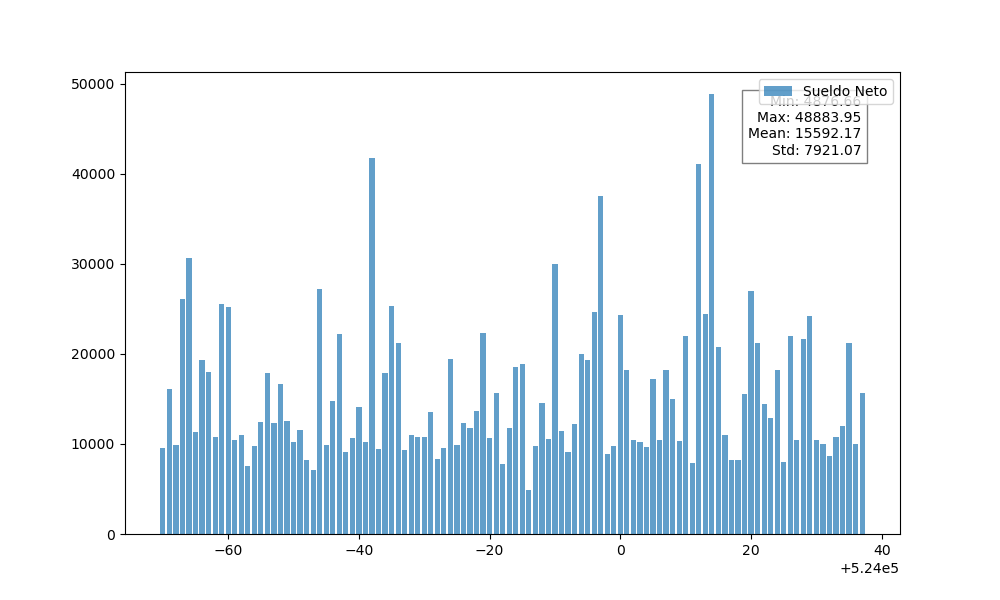 50000
40000
30000
20000
10000
0
Sueldo Neto
Min: 4876.66
Max: 48883.95
Mean: 15592.17
Std: 7921.07
−60 −40 −20 0 20 40
+5.24e5